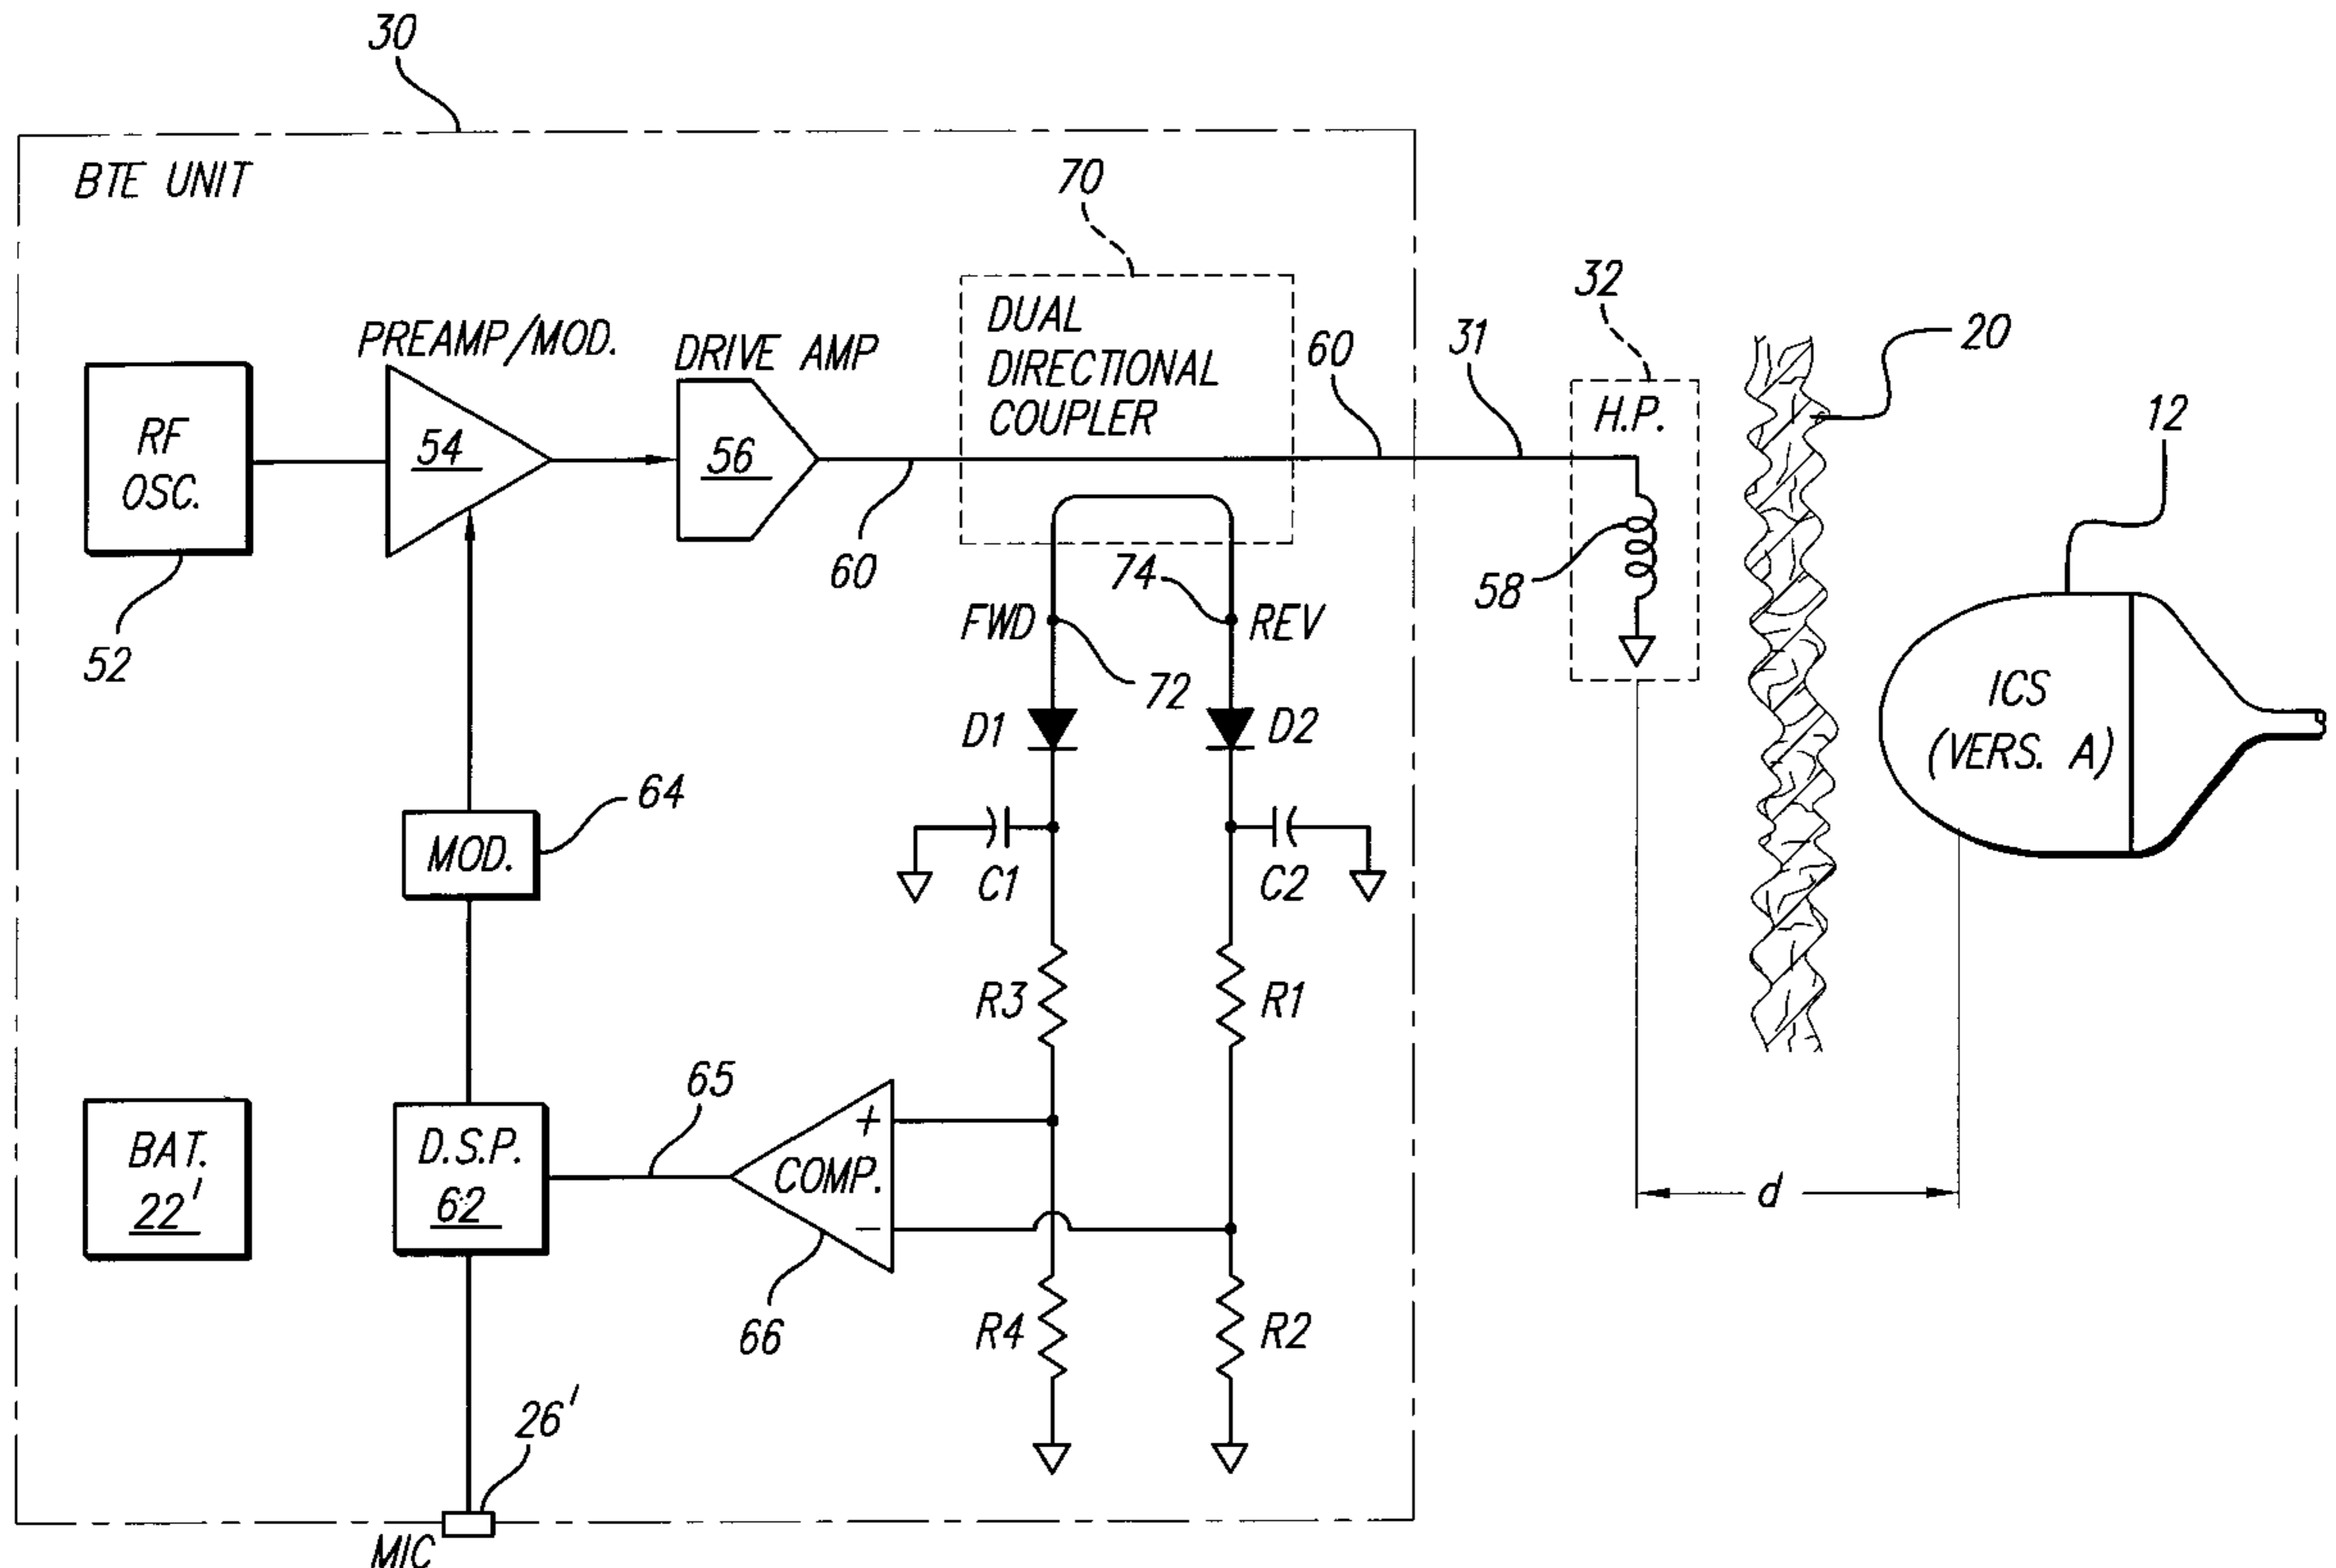 30
BTE UNIT
70
DUAL
DIRECTIONAL
COUPLER
PREAMP/MOD.
DRIVE AMP
60
31
32
H.P.
20
12
RF
OSC.
54
56
60
58
52
74
FWD
REV
72
ICS
(VERS. A)
D1
D2
64
MOD.
C1
C2
R3
R1
65
+
COMP.
−
D.S.P.
62
BAT.
22'
d
66
R4
R2
26'
MIC